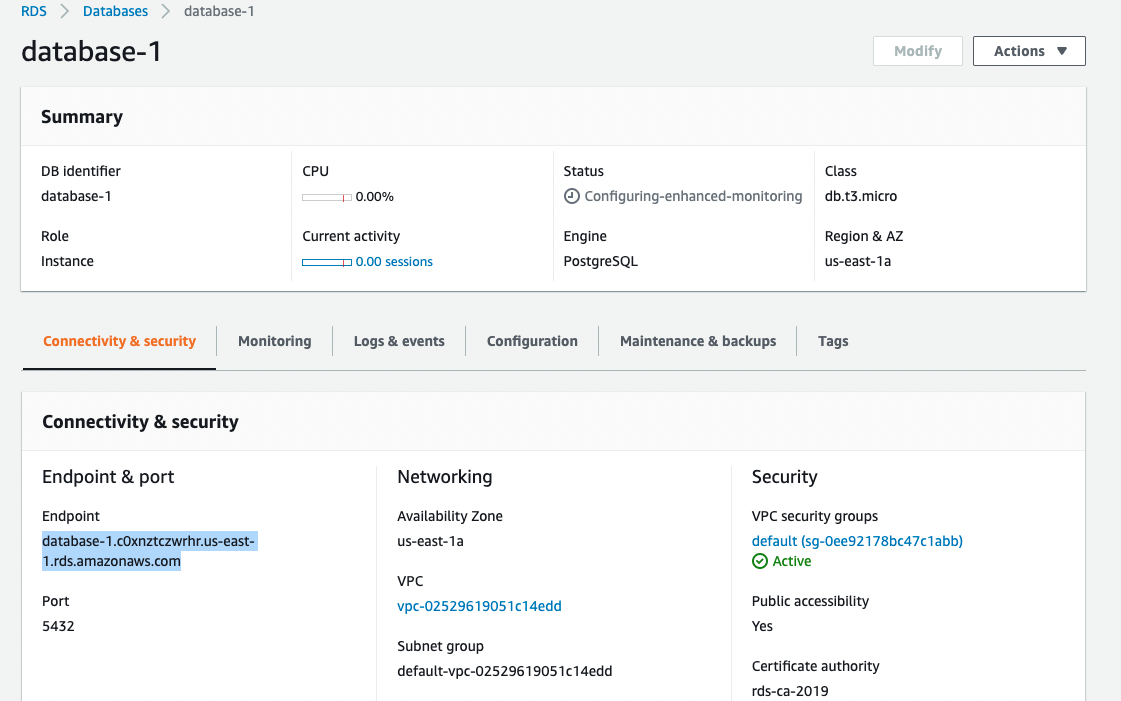 RDS > Databases > database-1
database-1
Modify
Actions ▼
Summary
DB identifier
database-1
CPU
0.00%
Status
Configuring-enhanced-monitoring
Class
db.t3.micro
Role
Instance
Current activity
0.00 sessions
Engine
PostgreSQL
Region & AZ
us-east-1a
Connectivity & security
Monitoring
Logs & events
Configuration
Maintenance & backups
Tags
Connectivity & security
Endpoint & port
Endpoint
database-1.c0xnztczwrhr.us-east-
1.rds.amazonaws.com
Port
5432
Networking
Availability Zone
us-east-1a
VPC
vpc-02529619051c14edd
Subnet group
default-vpc-02529619051c14edd
Security
VPC security groups
default (sg-0ee92178bc47c1abb)
Active
Public accessibility
Yes
Certificate authority
rds-ca-2019